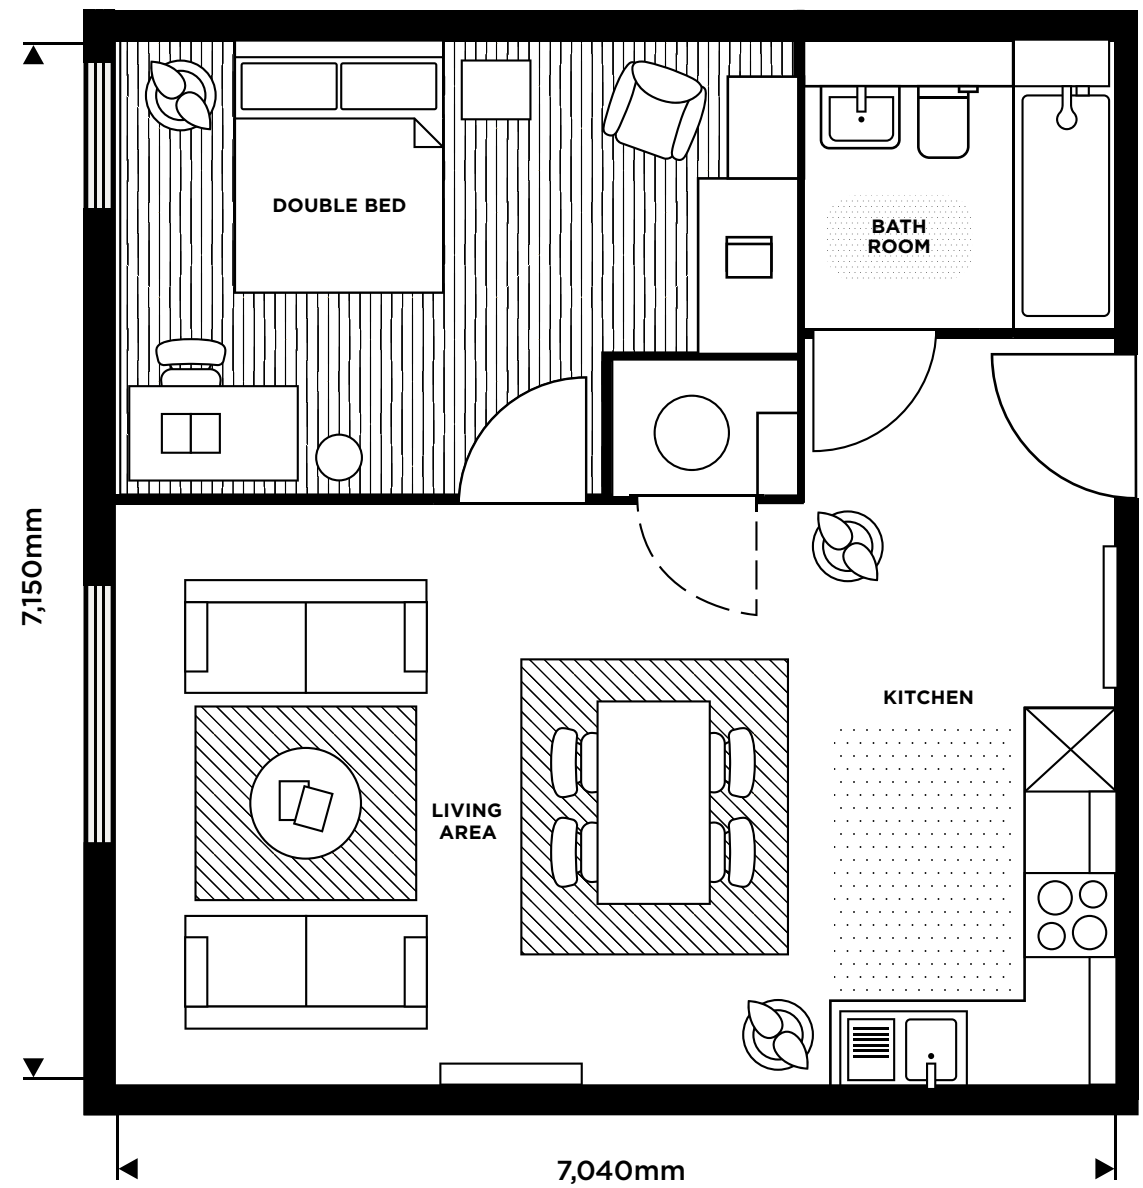 DOUBLE BED
BATH
ROOM
7,150mm
KITCHEN
LIVING
AREA
7,040mm